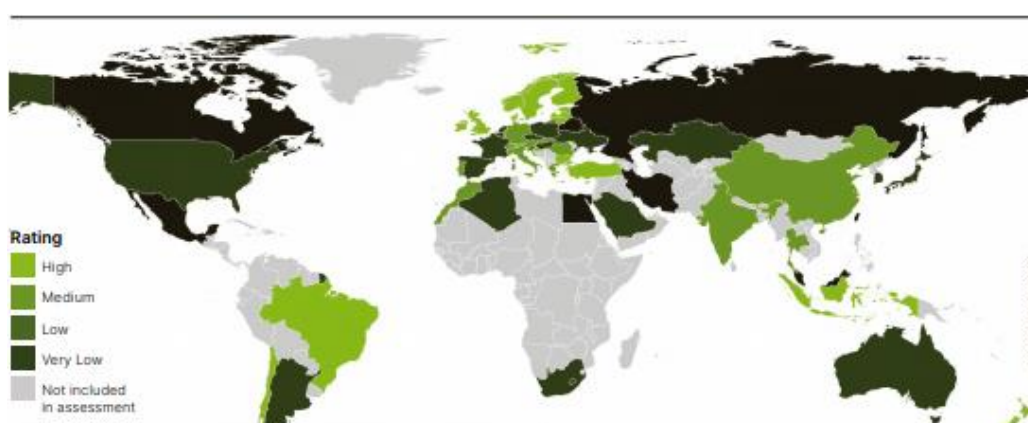 Rating
High
Medium
Low
Very Low
Not included
in assessment